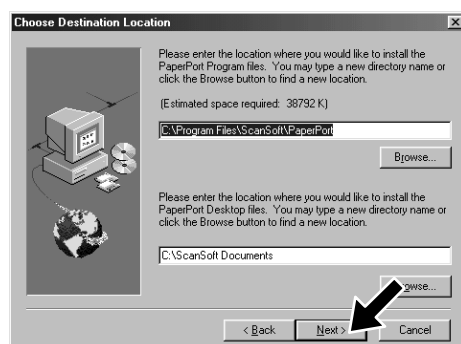 Choose Destination Location
Please enter the location where you would like to install the
PaperPort Program files.  You may type a new directory name or
click the Browse button to find a new location.
(Estimated space required:  38792 K)
C:\Program Files\ScanSoft\PaperPort
Browse...
Please enter the location where you would like to install the
PaperPort Desktop files.  You may type a new directory name or
click the Browse button to find a new location.
C:\ScanSoft Documents
owse...
< Back
Next >
Cancel